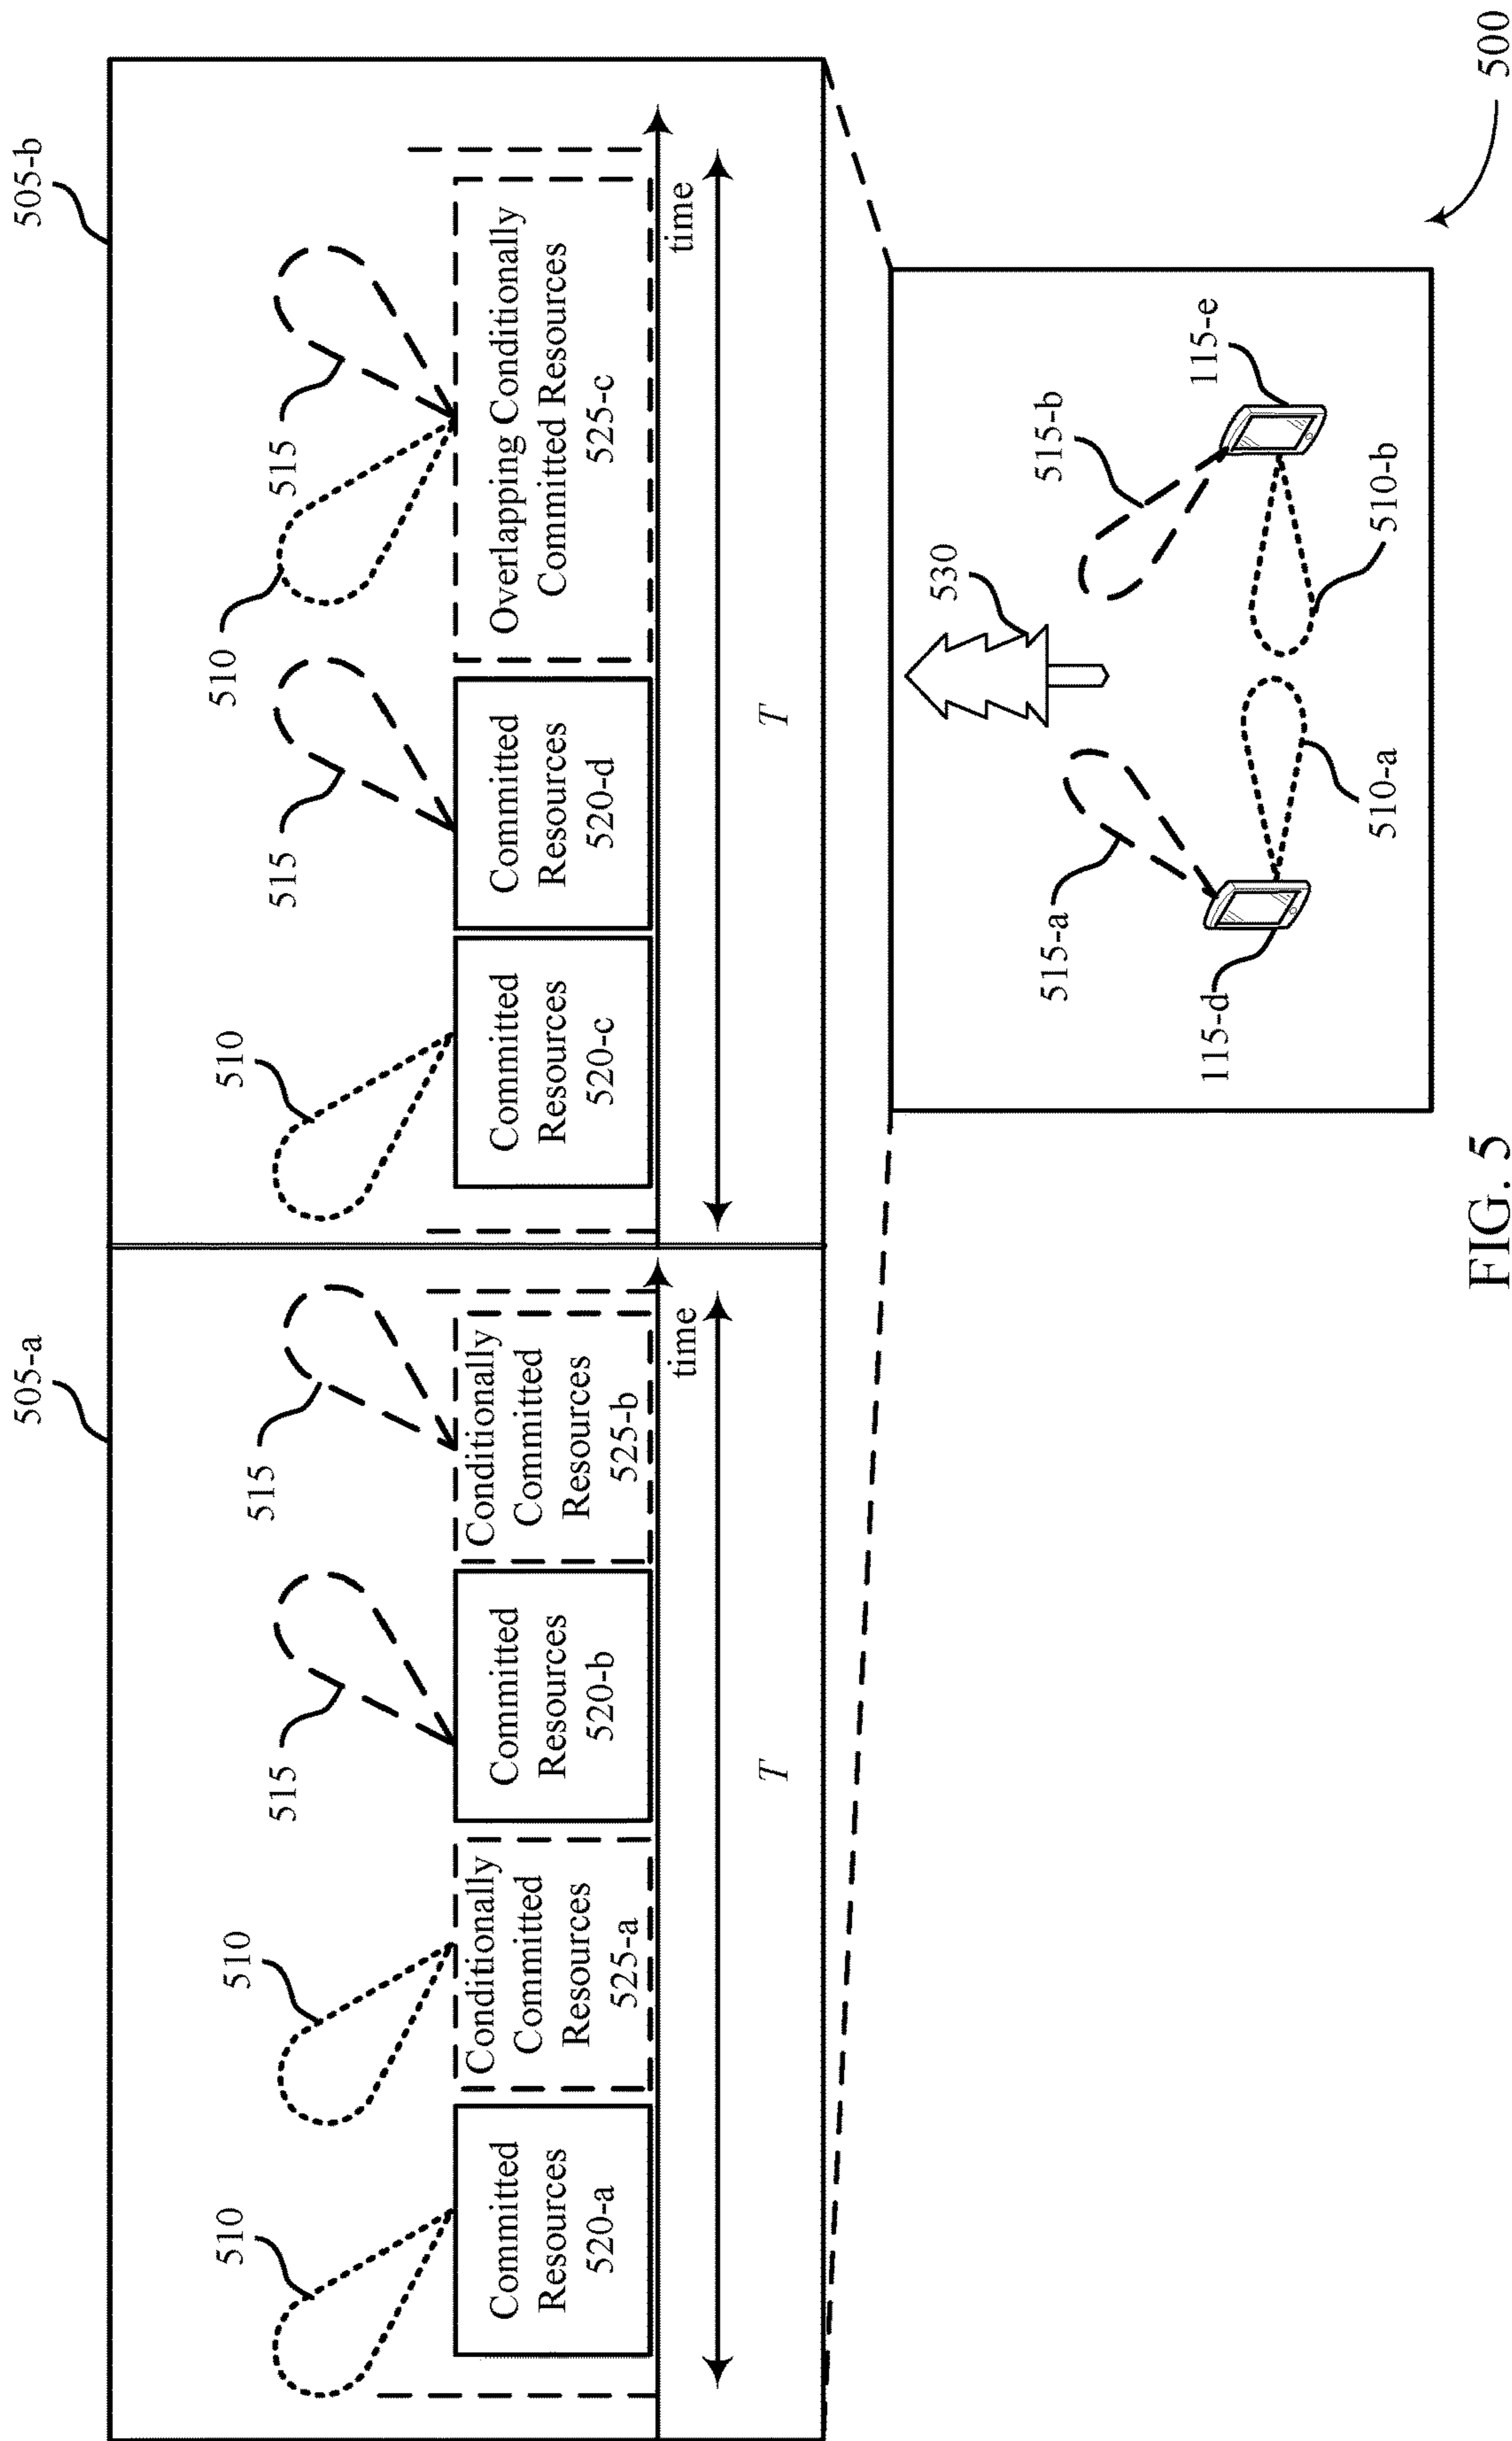 505-a
505-b
510
510
515
515
510
515
510
515
Committed
Resources
520-a
Conditionally
Committed
Resources
525-a
Committed
Resources
520-b
Conditionally
Committed
Resources
525-b
Committed
Resources
520-c
Committed
Resources
520-d
Overlapping Conditionally
Committed Resources
525-c
time
time
T
T
515-a
530
515-b
115-d
115-e
510-a
510-b
500
FIG. 5